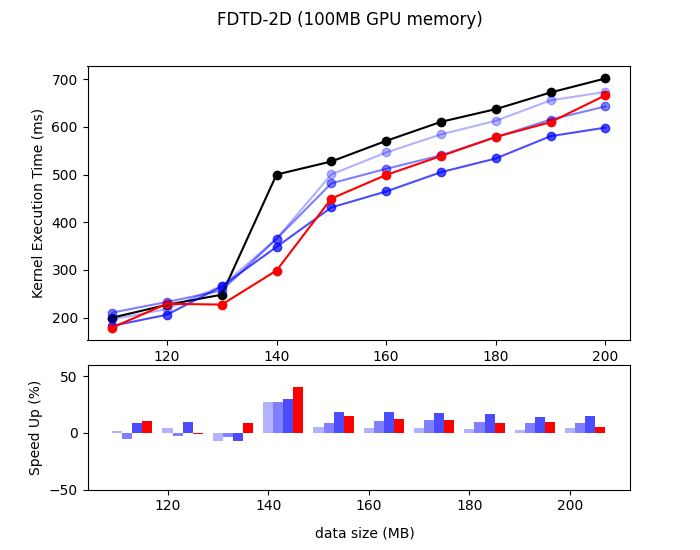 FDTD-2D (100MB GPU memory)
Kernel Execution Time (ms)
700
600
500
400
300
200
120 140 160 180 200
Speed Up (%)
50
0
−50
120 140 160 180 200
data size (MB)